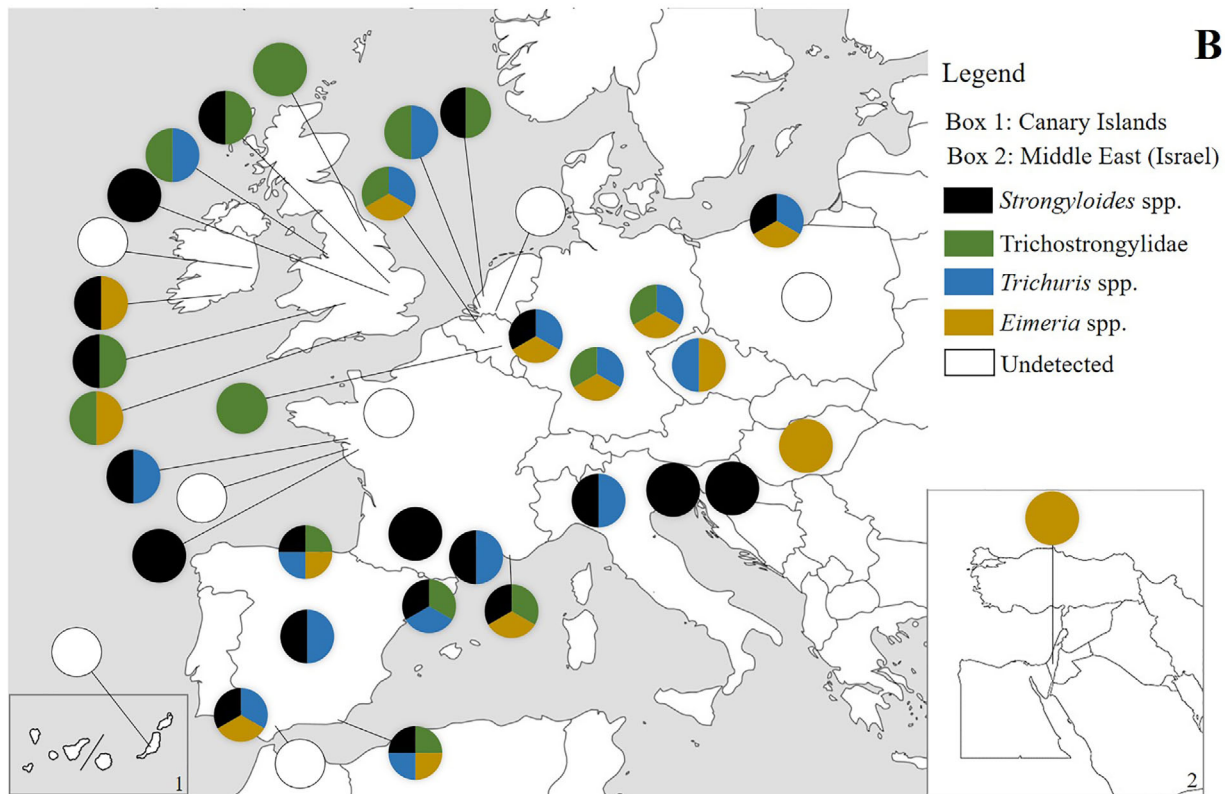 B
Legend
Box 1: Canary Islands
Box 2: Middle East (Israel)
Strongyloides spp.
Trichostrongylidae
Trichuris spp.
Eimeria spp.
Undetected
1
2